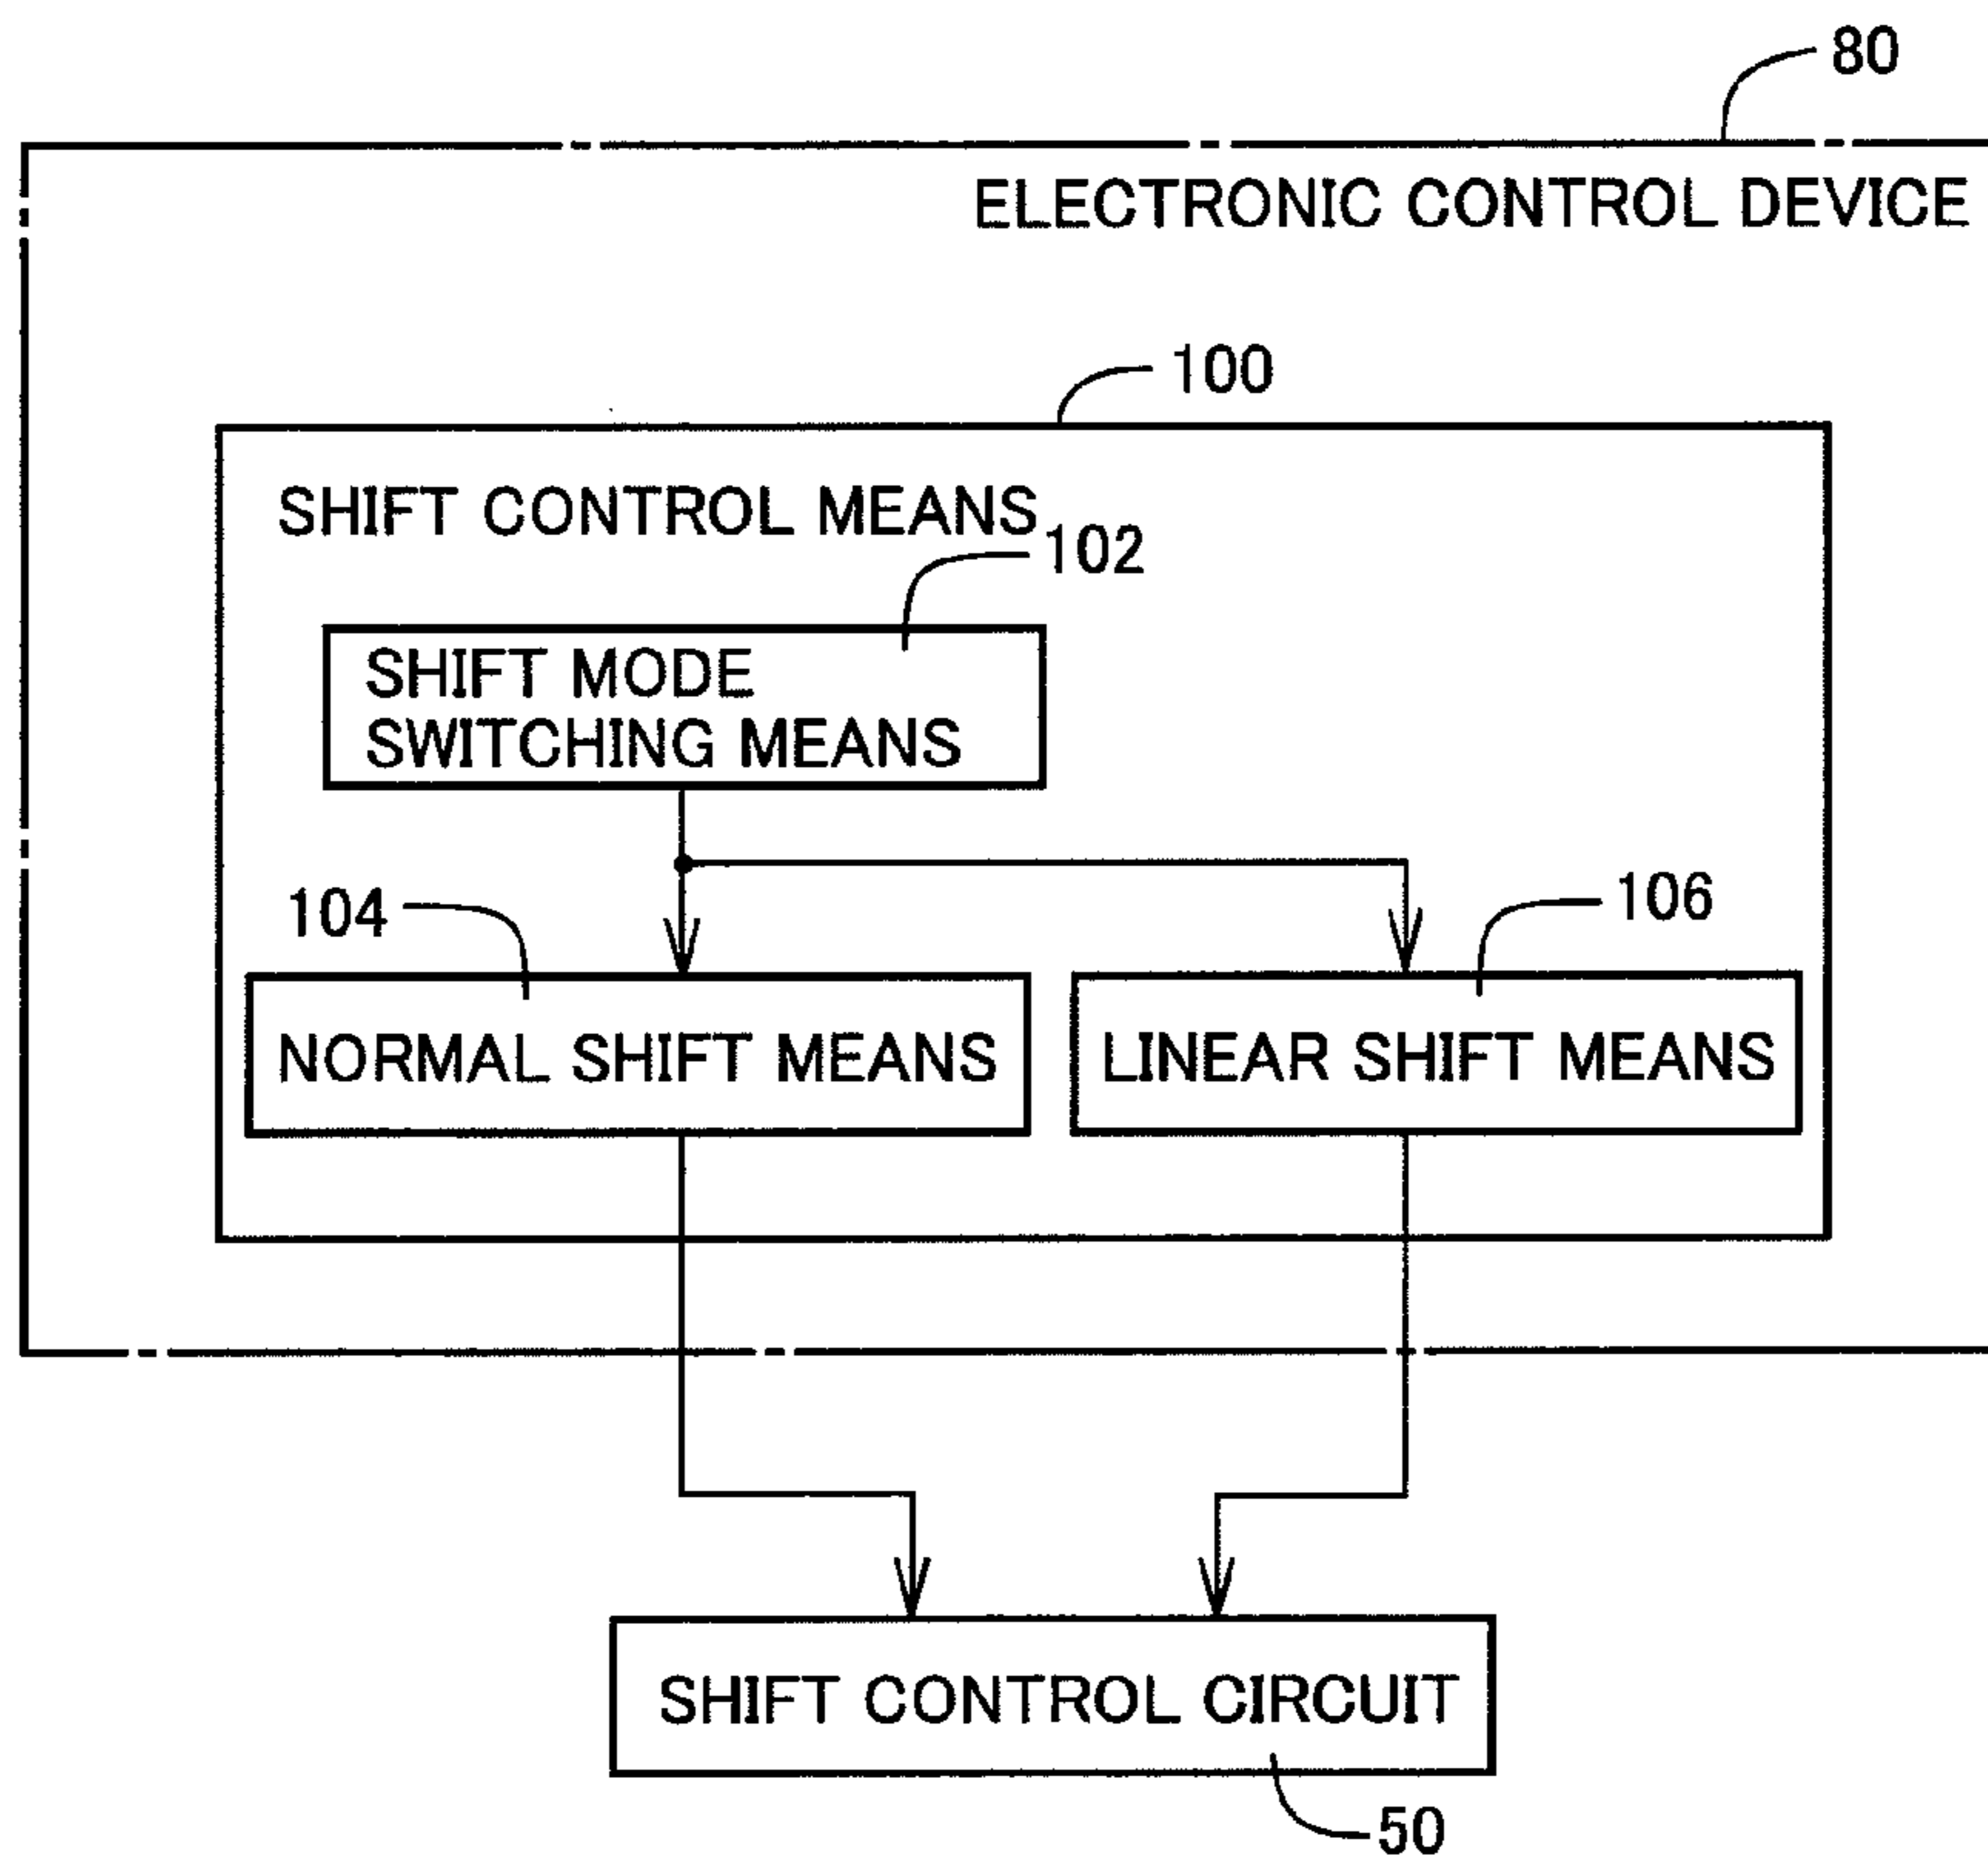 80
ELECTRONIC CONTROL DEVICE
100
SHIFT CONTROL MEANS
102
SHIFT MODE
SWITCHING MEANS
104
106
NORMAL SHIFT MEANS
LINEAR SHIFT MEANS
SHIFT CONTROL CIRCUIT
50